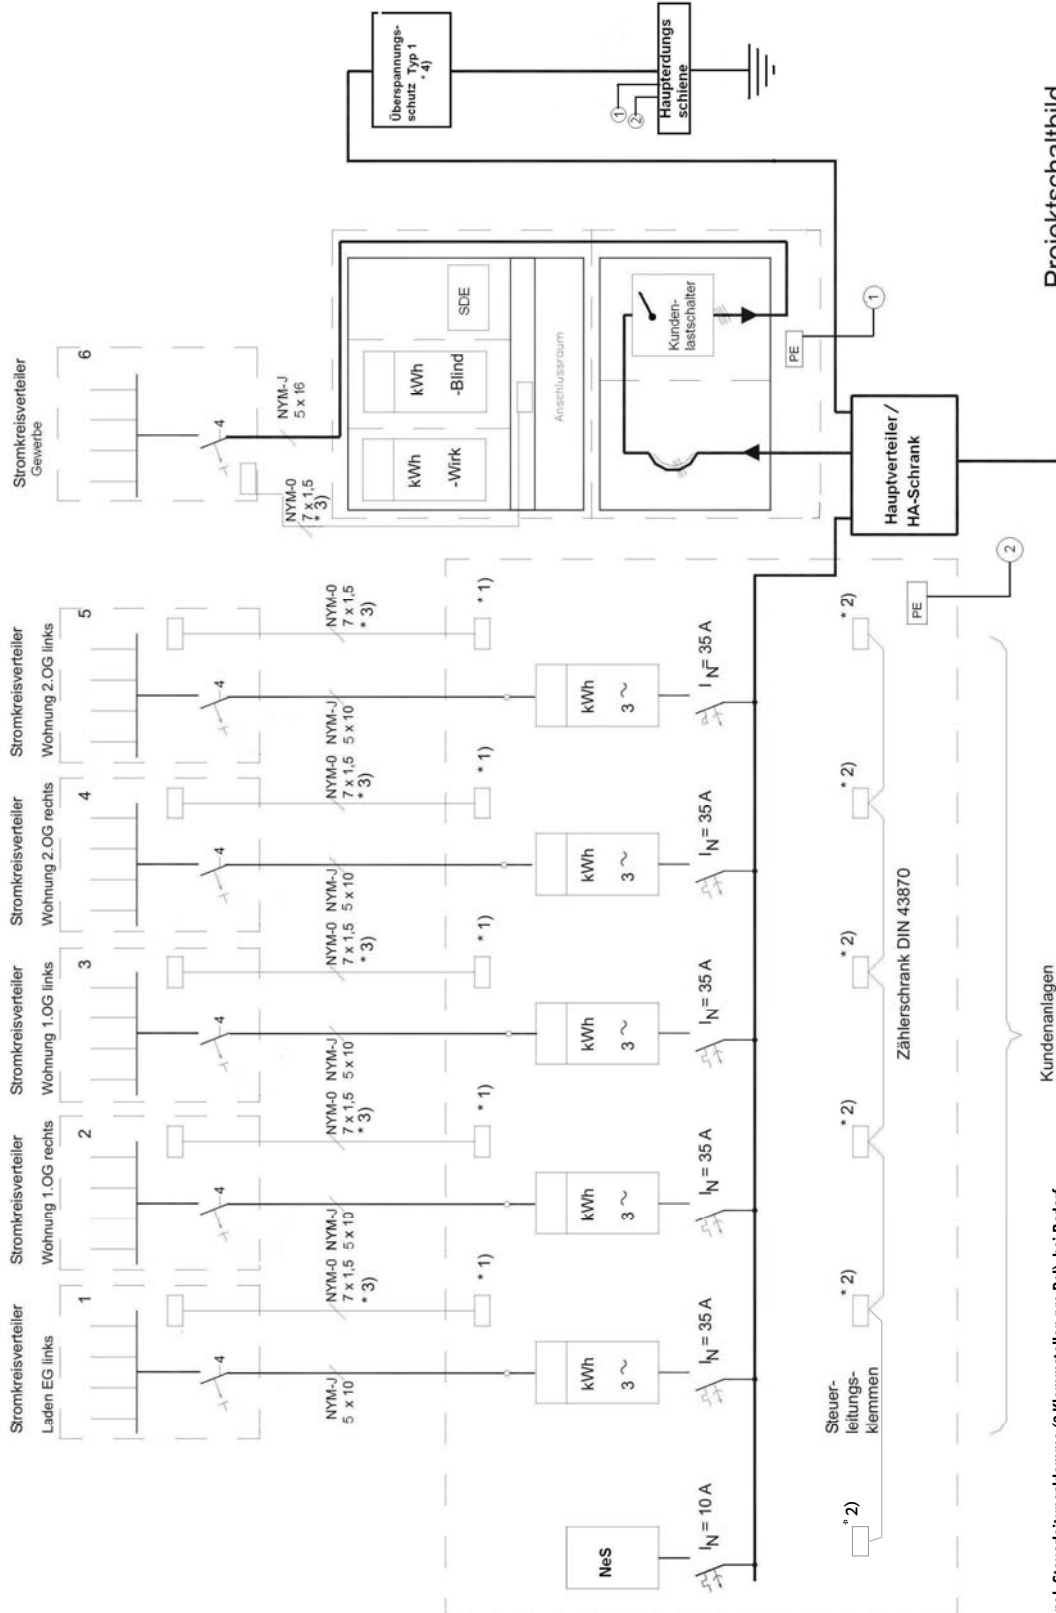 Stromkreisverteiler
Laden EG links
1
4
NYM-J
5 x 10
NYM-0
7 x 1,5
* 3)
* 1)
kWh
3 ~
I N = 35 A
* 2)
Stromkreisverteiler
Wohnung 1.OG rechts
2
4
NYM-J
5 x 10
NYM-0
7 x 1,5
* 3)
* 1)
kWh
3 ~
I N = 35 A
* 2)
Stromkreisverteiler
Wohnung 1.OG links
3
4
NYM-J
5 x 10
NYM-0
7 x 1,5
* 3)
* 1)
kWh
3 ~
I N = 35 A
* 2)
Stromkreisverteiler
Wohnung 2.OG rechts
4
4
NYM-J
5 x 10
NYM-0
7 x 1,5
* 3)
* 1)
kWh
3 ~
I N = 35 A
* 2)
Stromkreisverteiler
Wohnung 2.OG links
5
4
NYM-J
5 x 10
NYM-0
7 x 1,5
* 3)
* 1)
kWh
3 ~
I N = 35 A
* 2)
Stromkreisverteiler
Gewerbe
6
4
NYM-J
5 x 16
NYM-0
7 x 1,5
* 3)
kWh
-Wirk
kWh
-Blind
SDE
Anschlussraum
Kunden-
lastschalter
PE
1
Überspannungs-
schutz Typ 1
* 4)
1
2
Haupterdungs
schiene
Hauptverteiler /
HA-Schrank
NeS
I N = 10 A
* 2)
Steuer-
leitungs-
klemmen
Zählerschrank DIN 43870
PE
2
Kundenanlagen
Projektschaltbild